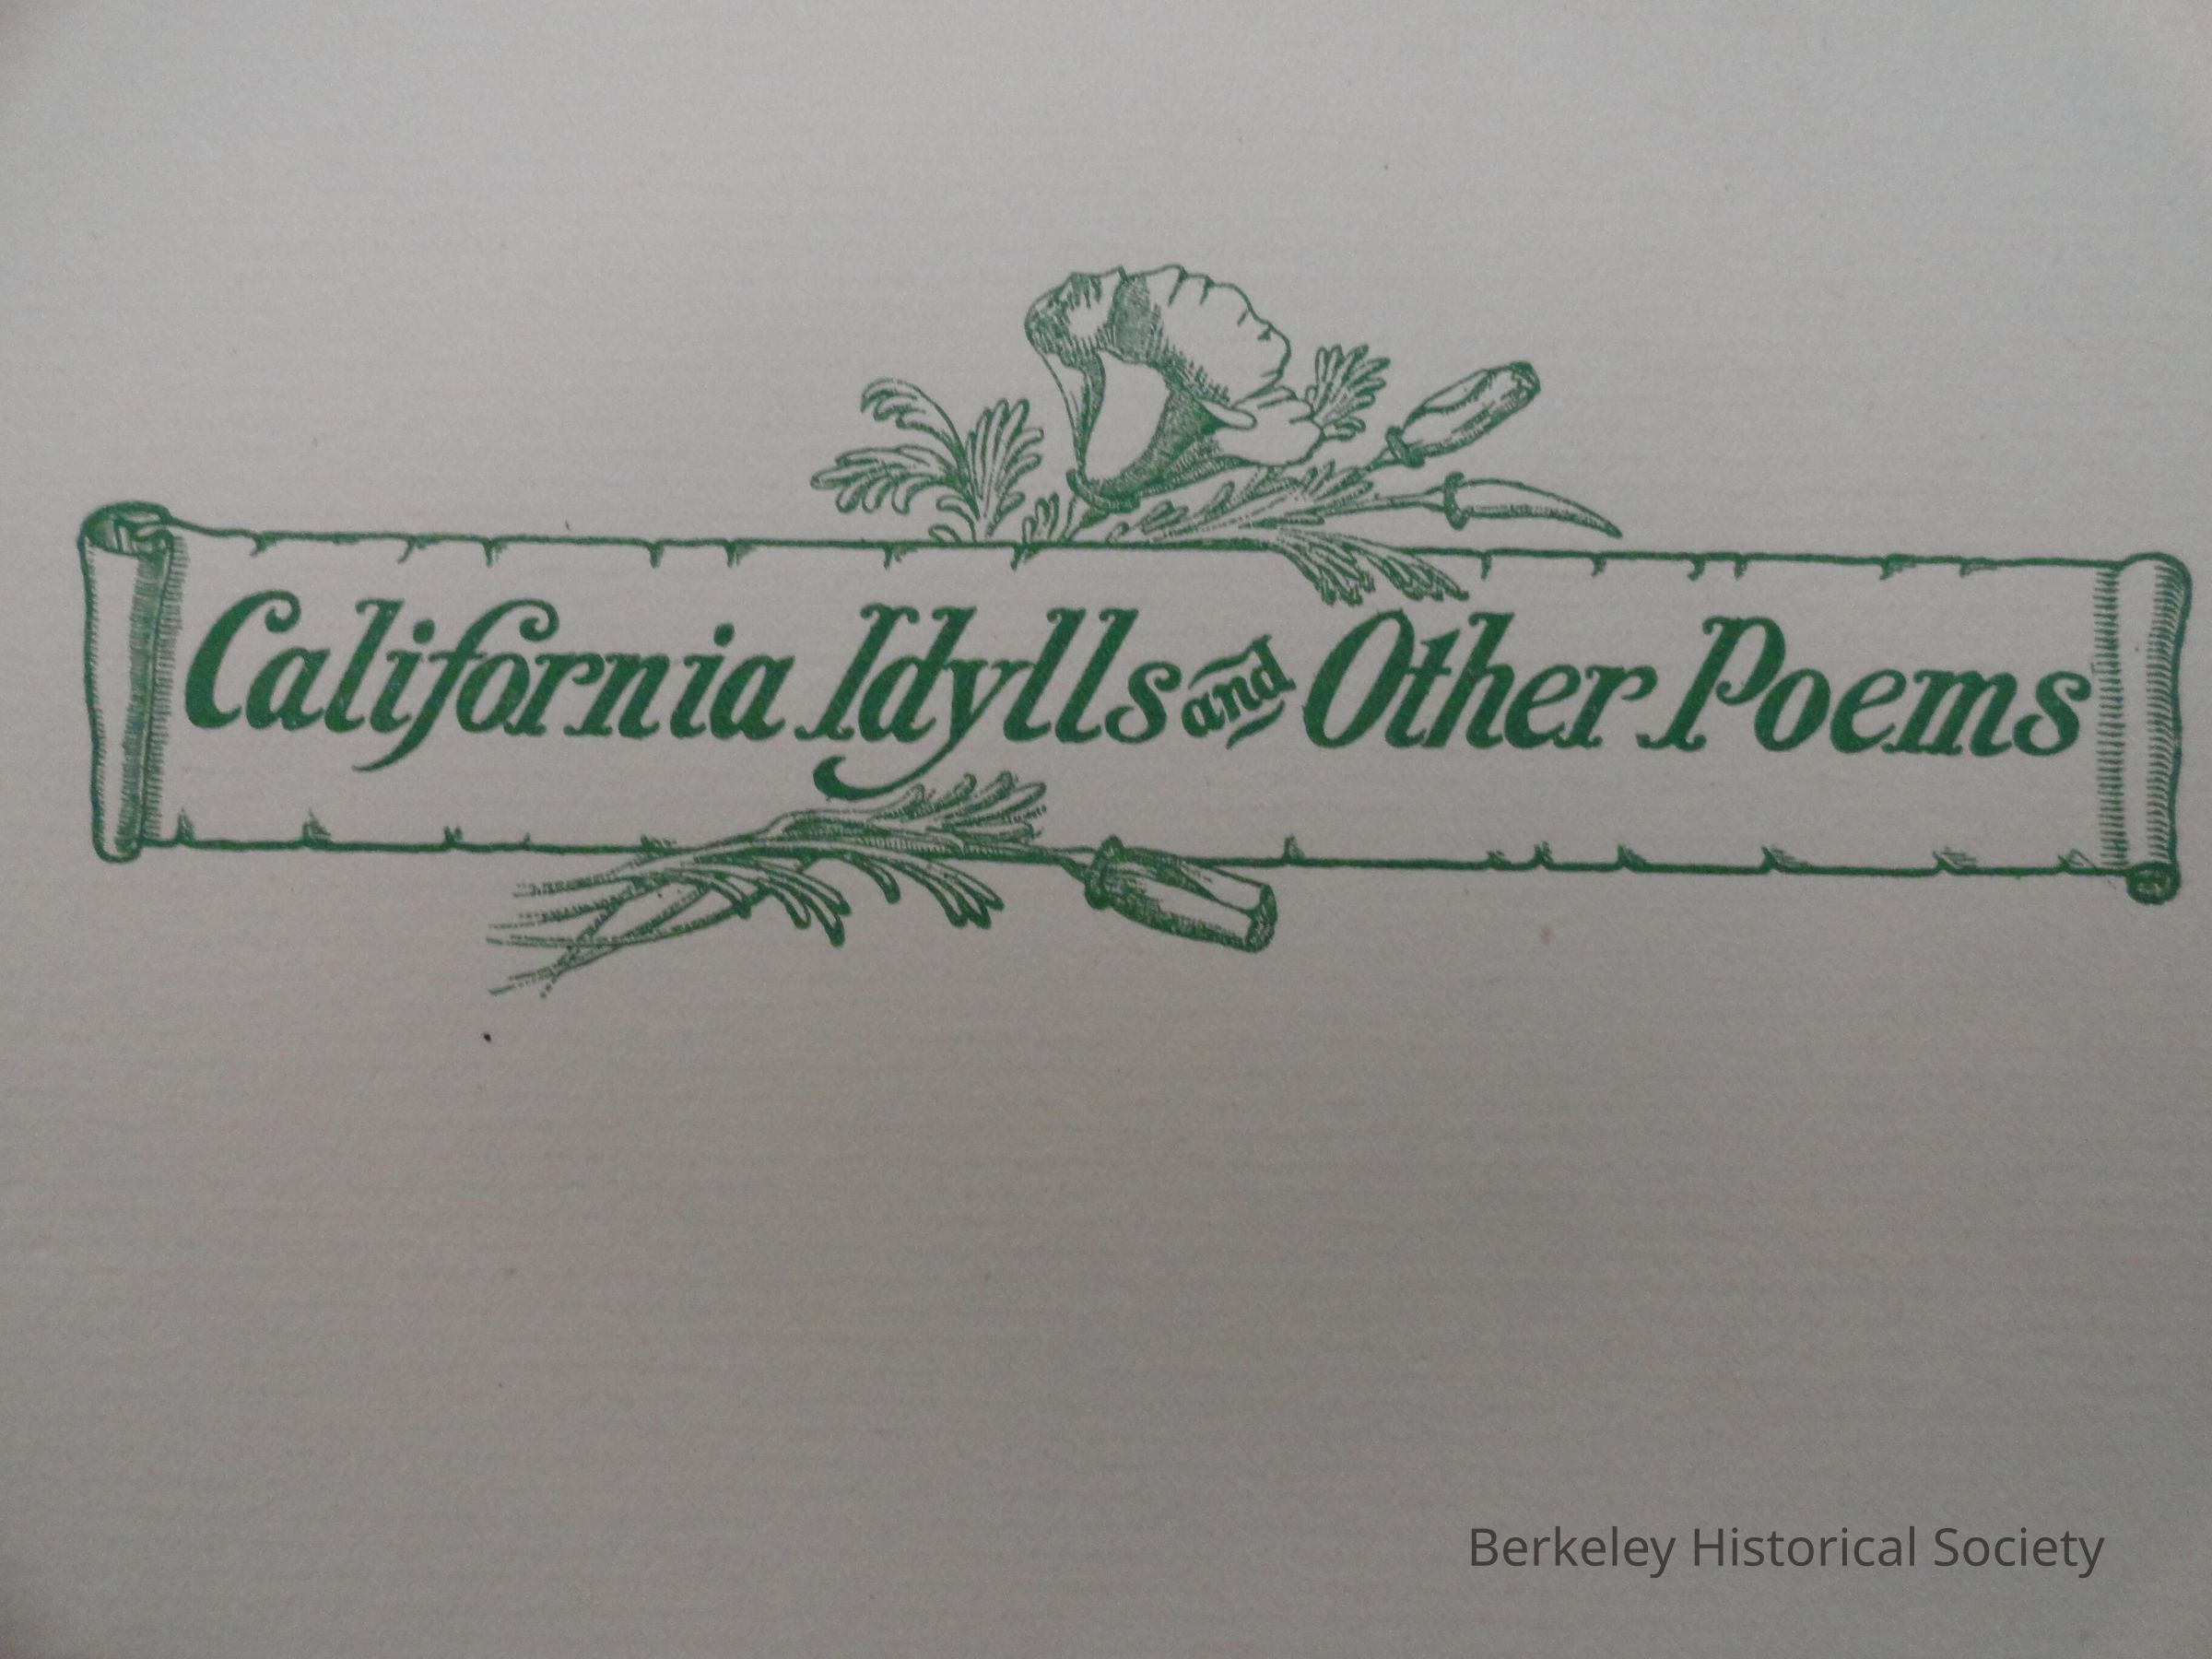 California Idylls and Other Poems
Berkeley Historical Society